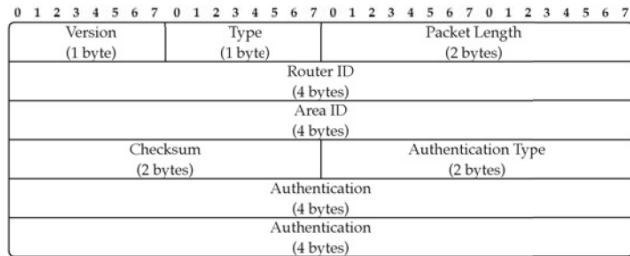 0 1 2 3 4 5 6 7 0 1 2 3 4 5 6 7 0 1 2 3 4 5 6 7 0 1 2 3 4 5 6 7
Version Type Packet Length
(1 byte) (1 byte) (2 bytes)
Router ID
(4 bytes)
Area ID
(4 bytes)
Checksum Authentication Type
(2 bytes) (2 bytes)
Authentication
(4 bytes)
Authentication
(4 bytes)